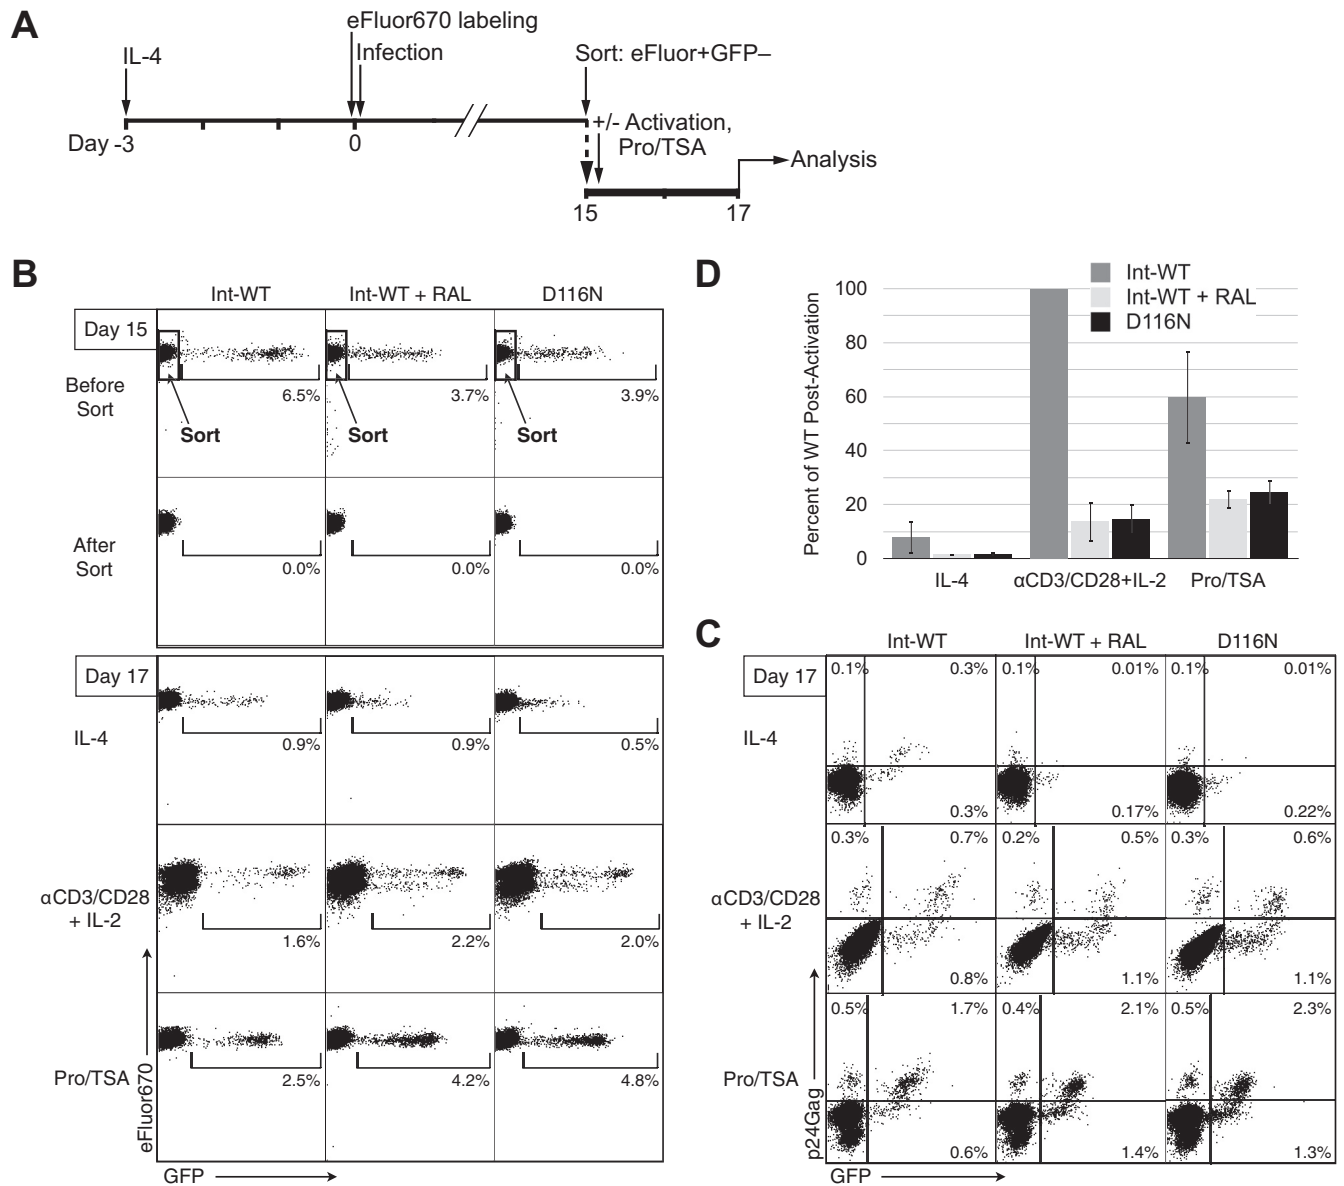 A
eFluor670 labeling
IL-4
Infection
Sort: eFluor+GFP–
+/- Activation,
Pro/TSA
Day -3
0
Analysis
15
17
B
Int-WT
Int-WT + RAL
D116N
Day 15
Before
Sort
6.5%
3.7%
3.9%
Sort
Sort
Sort
After
Sort
0.0%
0.0%
0.0%
Day 17
IL-4
0.9%
0.9%
0.5%
αCD3/CD28
+ IL-2
1.6%
2.2%
2.0%
Pro/TSA
2.5%
4.2%
4.8%
eFluor670
GFP
D
Int-WT
Int-WT + RAL
D116N
Percent of WT Post-Activation
100
80
60
40
20
0
IL-4
αCD3/CD28+IL-2
Pro/TSA
C
Int-WT
Int-WT + RAL
D116N
Day 17
IL-4
0.1%
0.3%
0.1%
0.01%
0.1%
0.01%
0.3%
0.17%
0.22%
αCD3/CD28
+ IL-2
0.3%
0.7%
0.2%
0.5%
0.3%
0.6%
0.8%
1.1%
1.1%
Pro/TSA
0.5%
1.7%
0.4%
2.1%
0.5%
2.3%
0.6%
1.4%
1.3%
p24Gag
GFP